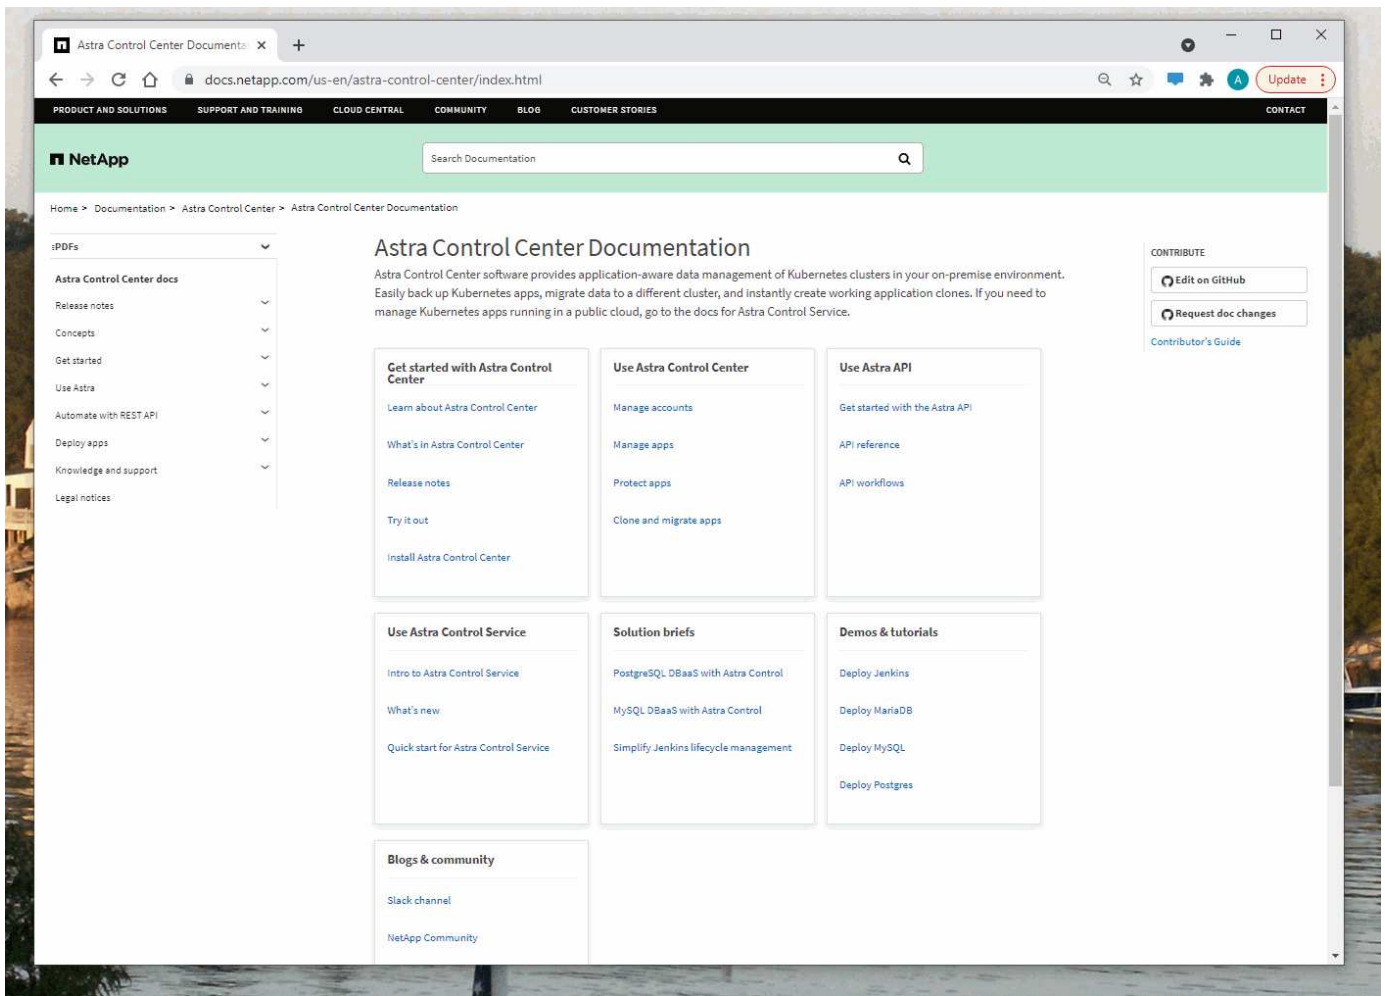 Astra Control Center Documenta
docs.netapp.com/us-en/astra-control-center/index.html
A
Update
PRODUCT AND SOLUTIONS SUPPORT AND TRAINING CLOUD CENTRAL COMMUNITY BLOG CUSTOMER STORIES CONTACT
NetApp
Search Documentation
Home > Documentation > Astra Control Center > Astra Control Center Documentation
:PDFs
Astra Control Center docs
Release notes
Concepts
Get started
Use Astra
Automate with REST API
Deploy apps
Knowledge and support
Legal notices
Astra Control Center Documentation
Astra Control Center software provides application-aware data management of Kubernetes clusters in your on-premise environment.
Easily back up Kubernetes apps, migrate data to a different cluster, and instantly create working application clones. If you need to
manage Kubernetes apps running in a public cloud, go to the docs for Astra Control Service.
Get started with Astra Control
Center
Learn about Astra Control Center
What's in Astra Control Center
Release notes
Try it out
Install Astra Control Center
Use Astra Control Center
Manage accounts
Manage apps
Protect apps
Clone and migrate apps
Use Astra API
Get started with the Astra API
API reference
API workflows
Use Astra Control Service
Intro to Astra Control Service
What's new
Quick start for Astra Control Service
Solution briefs
PostgreSQL DBaaS with Astra Control
MySQL DBaaS with Astra Control
Simplify Jenkins lifecycle management
Demos & tutorials
Deploy Jenkins
Deploy MariaDB
Deploy MySQL
Deploy Postgres
Blogs & community
Slack channel
NetApp Community
CONTRIBUTE
Edit on GitHub
Request doc changes
Contributor's Guide